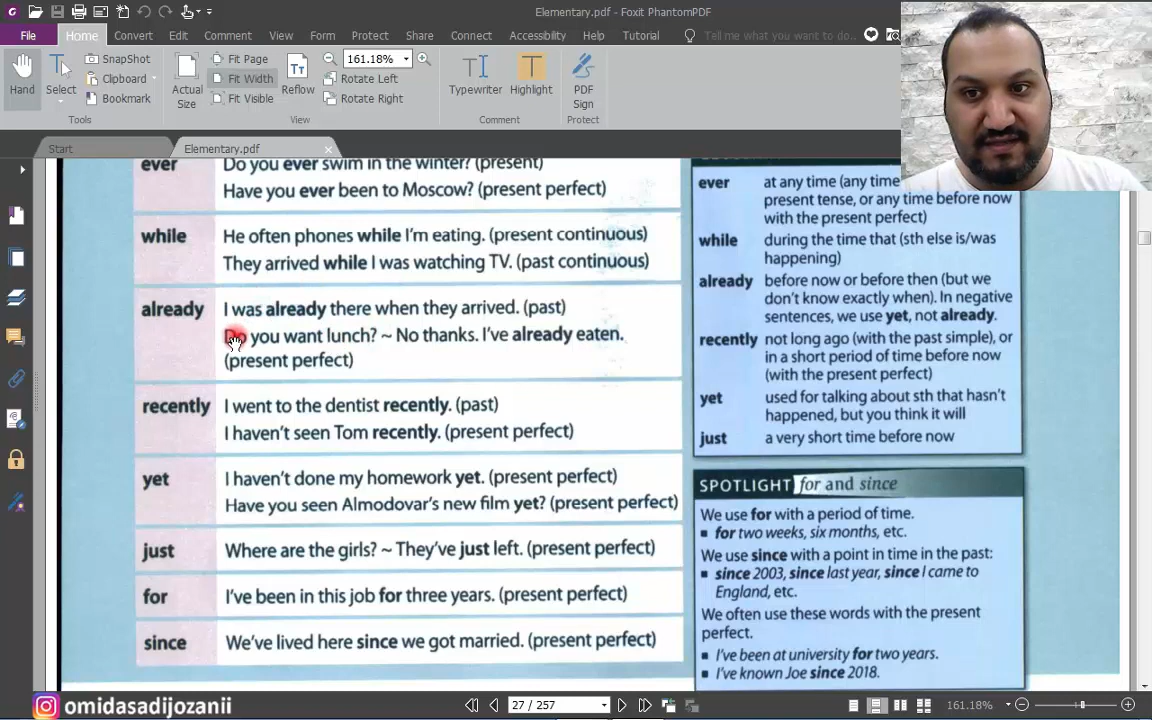 Elementary.pdf - Foxit PhantomPDF
File Home Convert Edit Comment View Form Protect Share Connect Accessibility Help Tutorial Tell me what you want to do..
Hand
Select
SnapShot
Clipboard
Bookmark
Tools
Actual Size
Fit Page
Fit Width
Fit Visible
Reflow
161.18%
Rotate Left
Rotate Right
View
Typewriter
Highlight
Comment
PDF Sign
Protect
Start
Elementary.pdf
ever Do you ever swim in the winter? (present)
Have you ever been to Moscow? (present perfect)
while He often phones while I'm eating. (present continuous)
They arrived while I was watching TV. (past continuous)
already I was already there when they arrived. (past)
Do you want lunch? ~ No thanks. I've already eaten.
(present perfect)
recently I went to the dentist recently. (past)
I haven't seen Tom recently. (present perfect)
yet I haven't done my homework yet. (present perfect)
Have you seen Almodovar's new film yet? (present perfect)
just Where are the girls? ~ They've just left. (present perfect)
for I've been in this job for three years. (present perfect)
since We've lived here since we got married. (present perfect)
ever at any time (any time
present tense, or any time before now
with the present perfect)
while during the time that (sth else is/was
happening)
already before now or before then (but we
don't know exactly when). In negative
sentences, we use yet, not already.
recently not long ago (with the past simple), or
in a short period of time before now
(with the present perfect)
yet used for talking about sth that hasn't
happened, but you think it will
just a very short time before now
SPOTLIGHT for and since
We use for with a period of time.
▪ for two weeks, six months, etc.
We use since with a point in time in the past:
▪ since 2003, since last year, since I came to
England, etc.
We often use these words with the present
perfect.
▪ I've been at university for two years.
▪ I've known Joe since 2018.
omidasadijozanii
27 / 257
161.18%